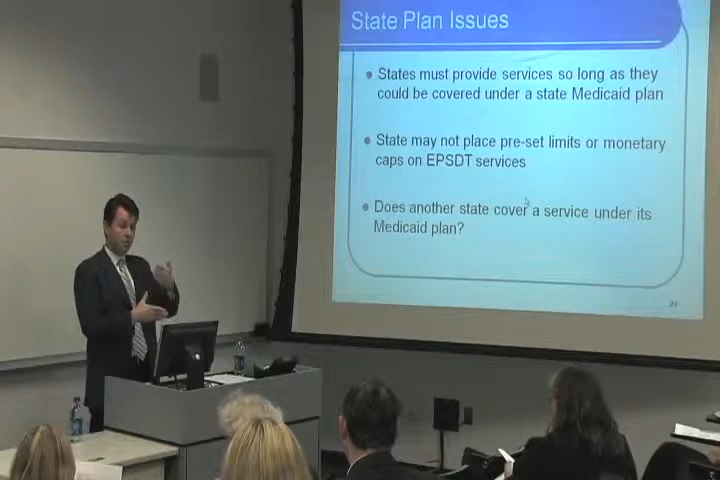 State Plan Issues
States must provide services so long as they
could be covered under a state Medicaid plan
State may not place pre-set limits or monetary
caps on EPSDT services
Does another state cover a service under its
Medicaid plan?